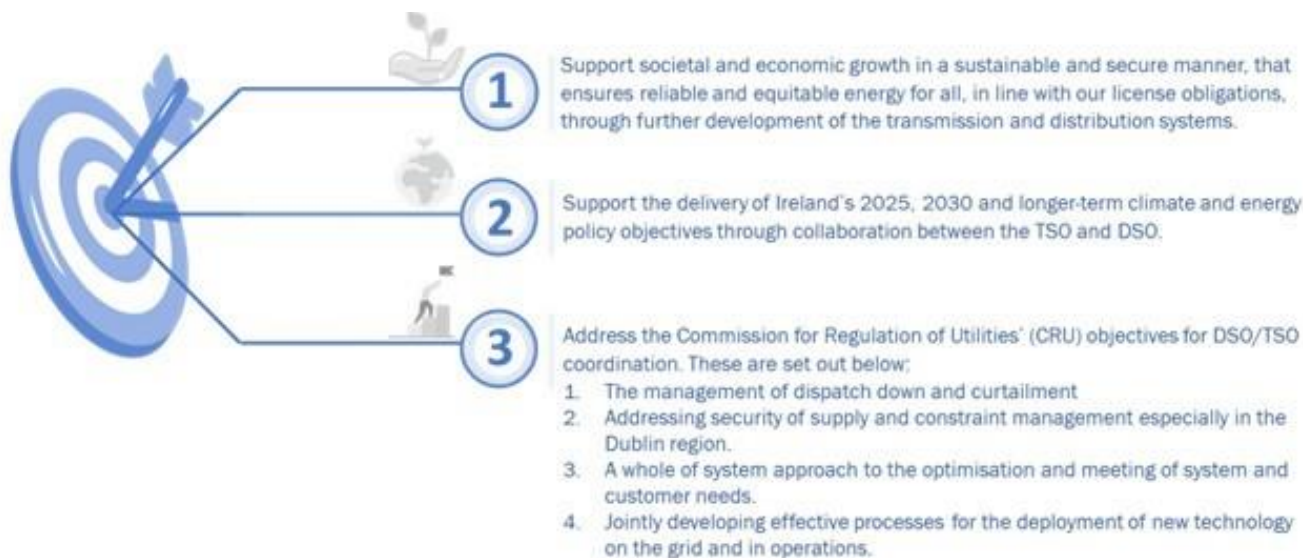 1
Support societal and economic growth in a sustainable and secure manner, that
ensures reliable and equitable energy for all, in line with our license obligations,
through further development of the transmission and distribution systems.
2
Support the delivery of Ireland's 2025, 2030 and longer-term climate and energy
policy objectives through collaboration between the TSO and DSO.
3
Address the Commission for Regulation of Utilities' (CRU) objectives for DSO/TSO
coordination. These are set out below:
1. The management of dispatch down and curtailment
2. Addressing security of supply and constraint management especially in the
Dublin region.
3. A whole of system approach to the optimisation and meeting of system and
customer needs.
4. Jointly developing effective processes for the deployment of new technology
on the grid and in operations.